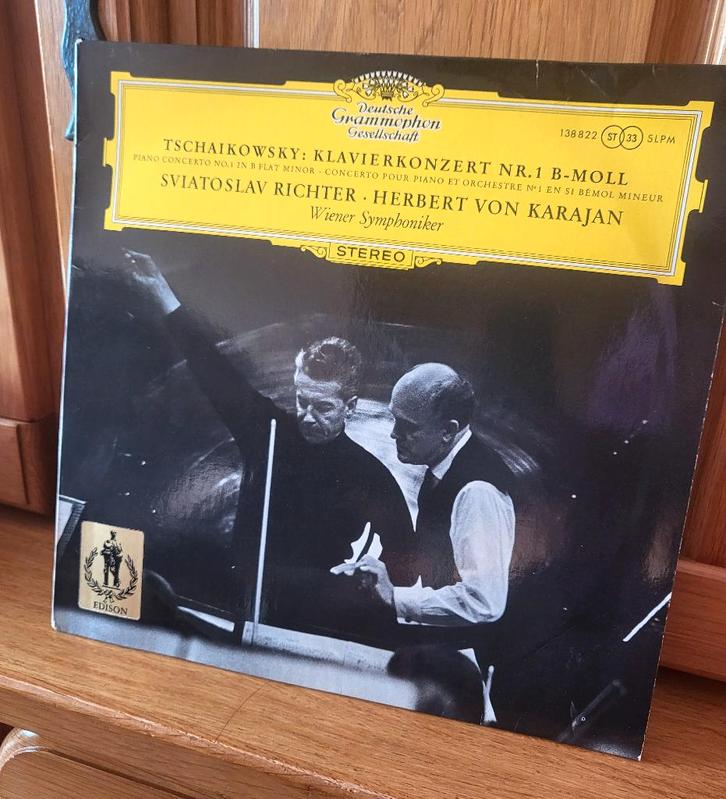 Deutsche
Grammophon
Gesellschaft
138 822 ST 33 SLPM
TSCHAIKOWSKY: KLAVIERKONZERT NR.1 B-MOLL
PIANO CONCERTO NO.1 IN B FLAT MINOR · CONCERTO POUR PIANO ET ORCHESTRE Nº 1 EN SI BÉMOL MINEUR
SVIATOSLAV RICHTER · HERBERT VON KARAJAN
Wiener Symphoniker
STEREO
EDISON